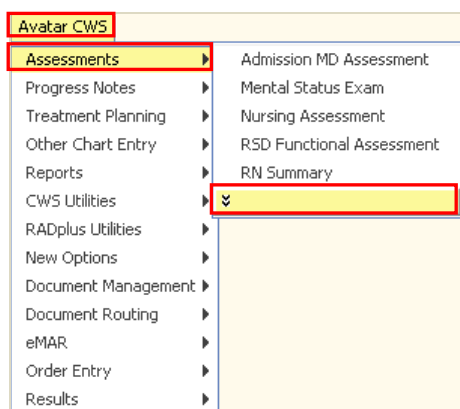 Avatar CWS
Assessments
Progress Notes
Treatment Planning
Other Chart Entry
Reports
CWS Utilities
RADplus Utilities
New Options
Document Management
Document Routing
eMAR
Order Entry
Results
Admission MD Assessment
Mental Status Exam
Nursing Assessment
RSD Functional Assessment
RN Summary